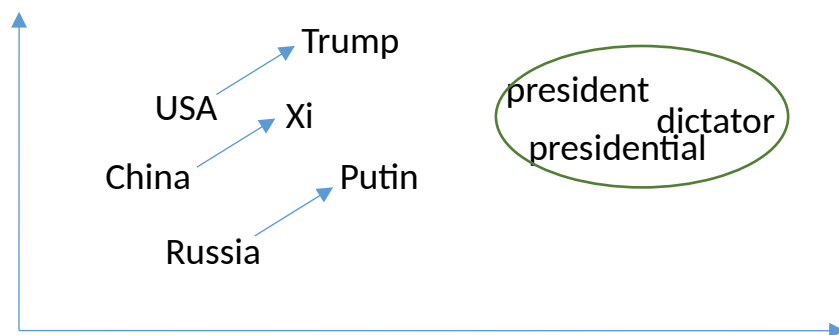 Trump
USA
Xi
China
Putin
Russia
president
dictator
presidential